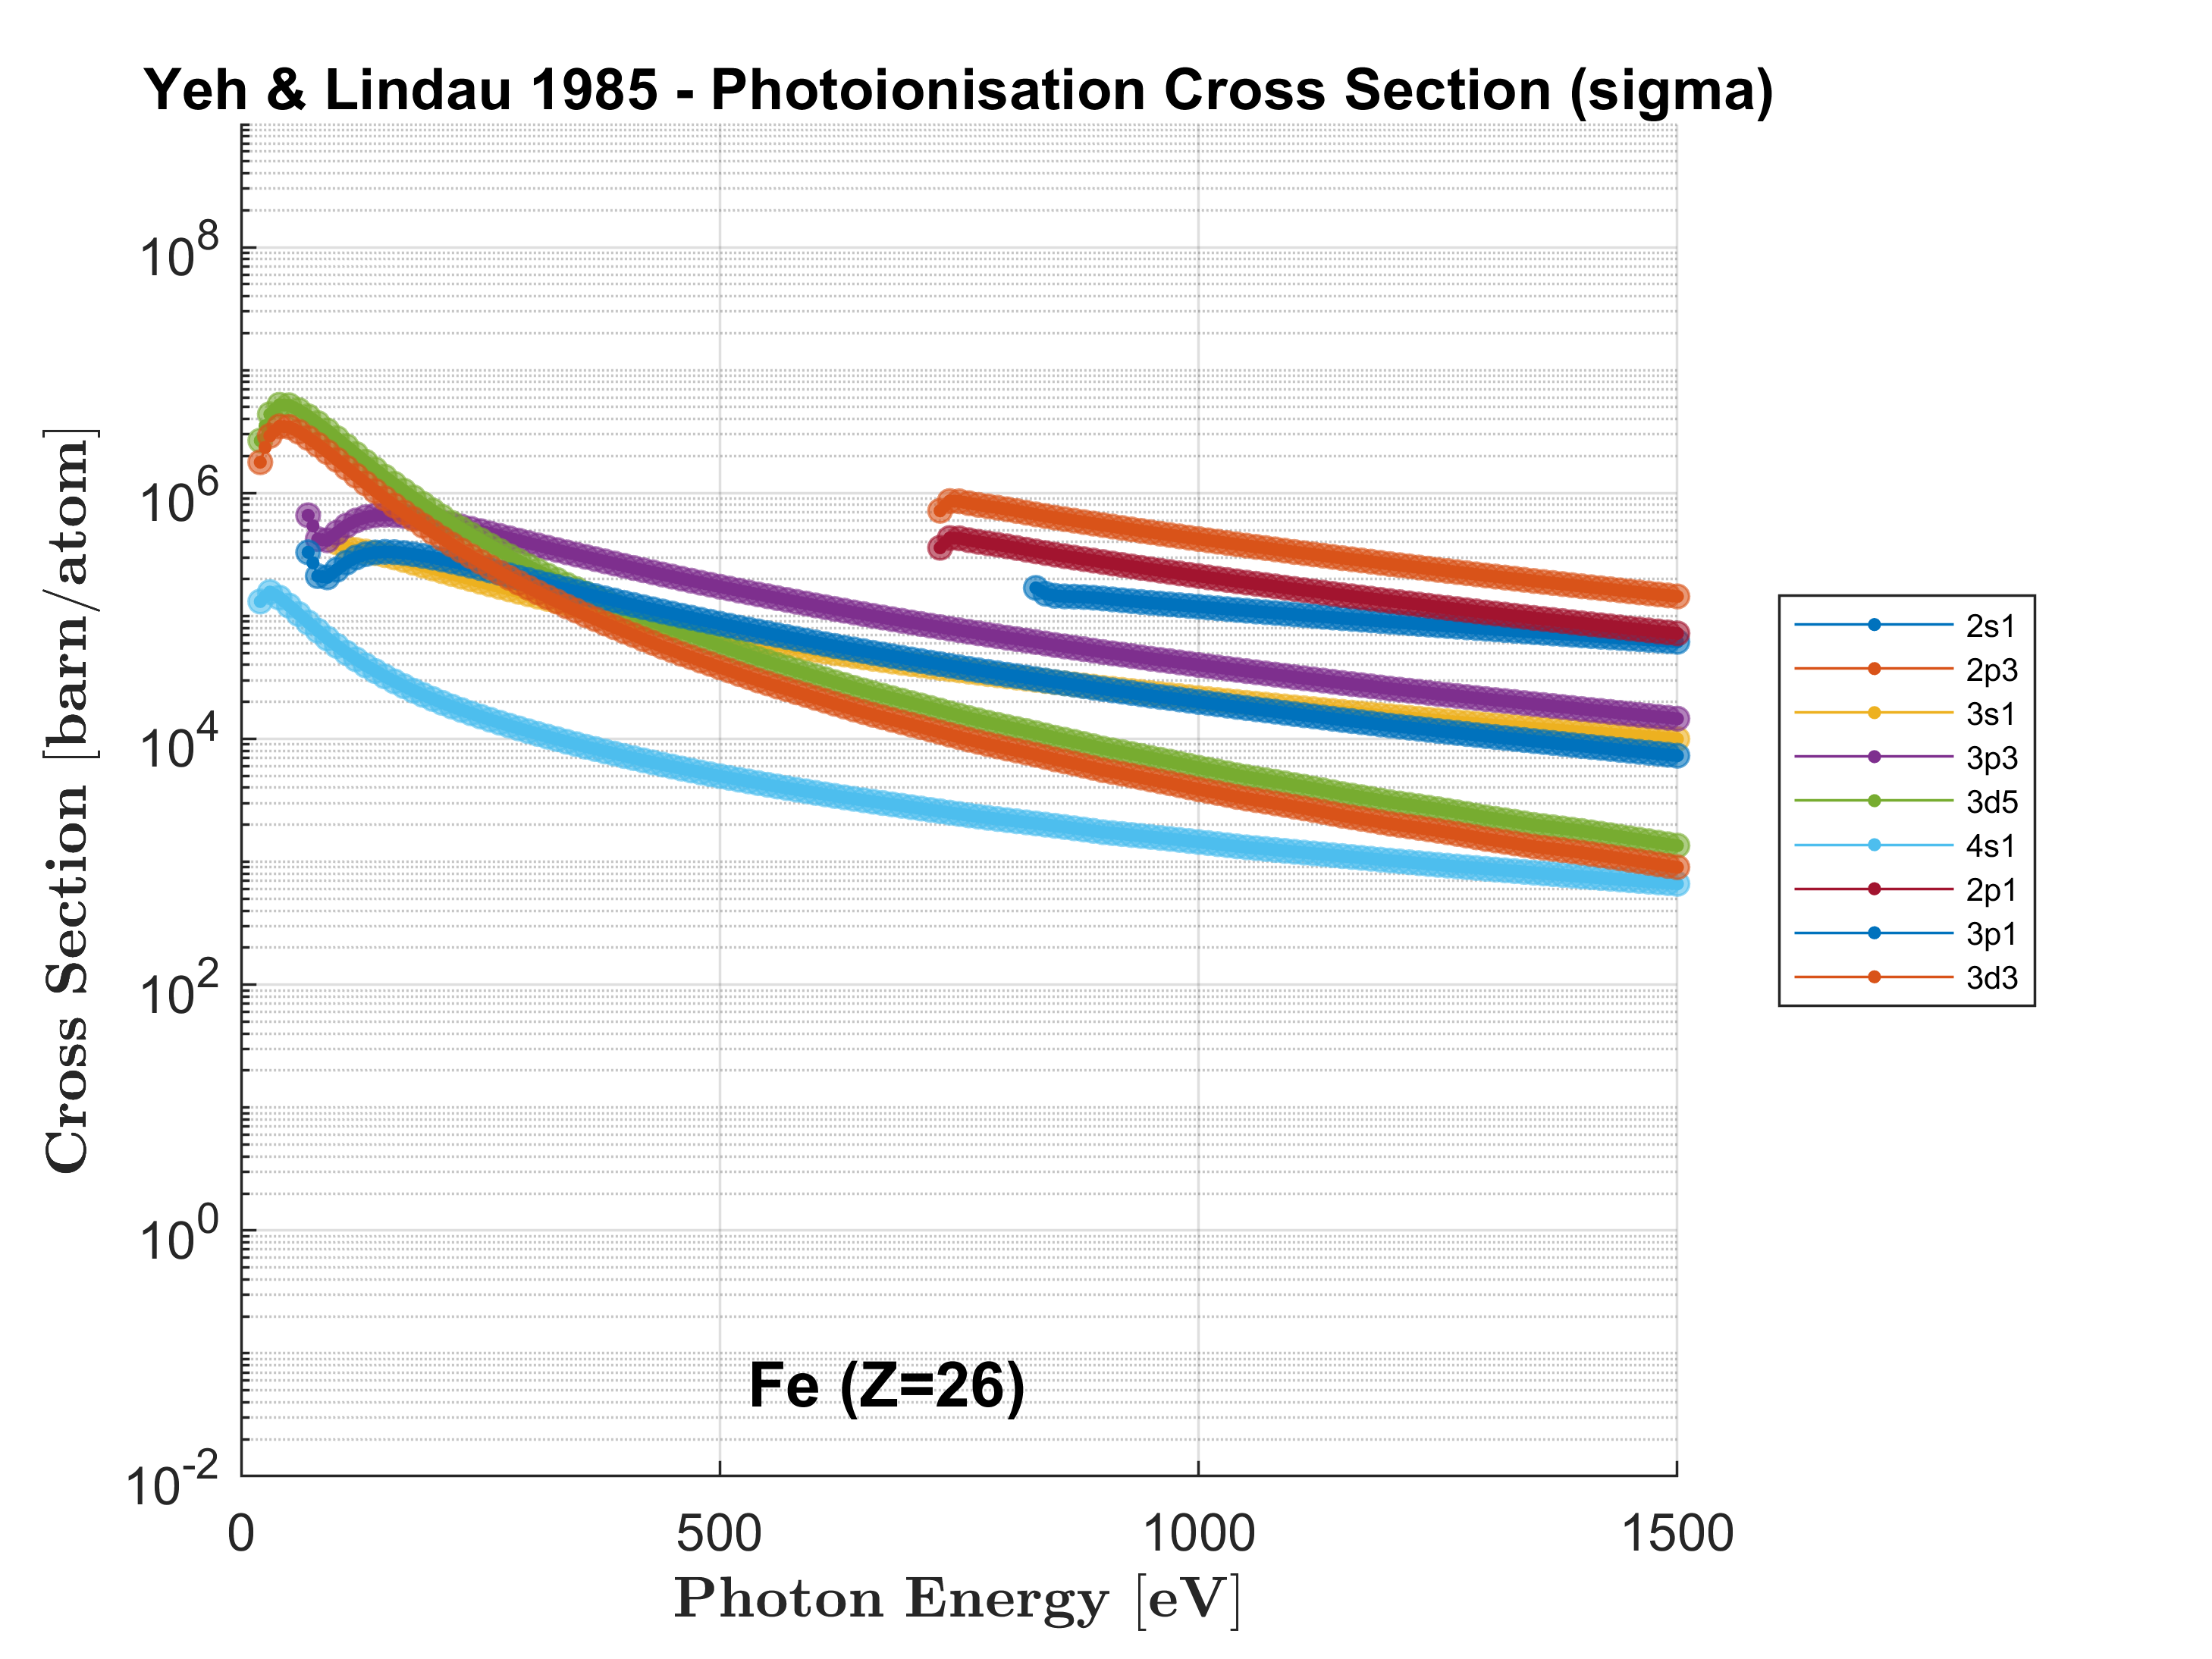 Yeh & Lindau 1985 - Photoionisation Cross Section (sigma)
Cross Section [barn/atom]
10^8
10^6
10^4
10^2
10^0
10^-2
0 500 1000 1500
Photon Energy [eV]
Fe (Z=26)
2s1
2p3
3s1
3p3
3d5
4s1
2p1
3p1
3d3